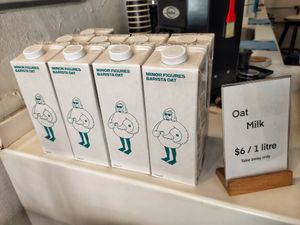 MINOR FIGURES
BARISTA OAT
MINOR FIGURES
BARISTA OAT
MINOR FIGURES
BARISTA OAT
MINOR FIGURES
BARISTA OAT
Oat
Milk
$6 / 1 litre
Take away only